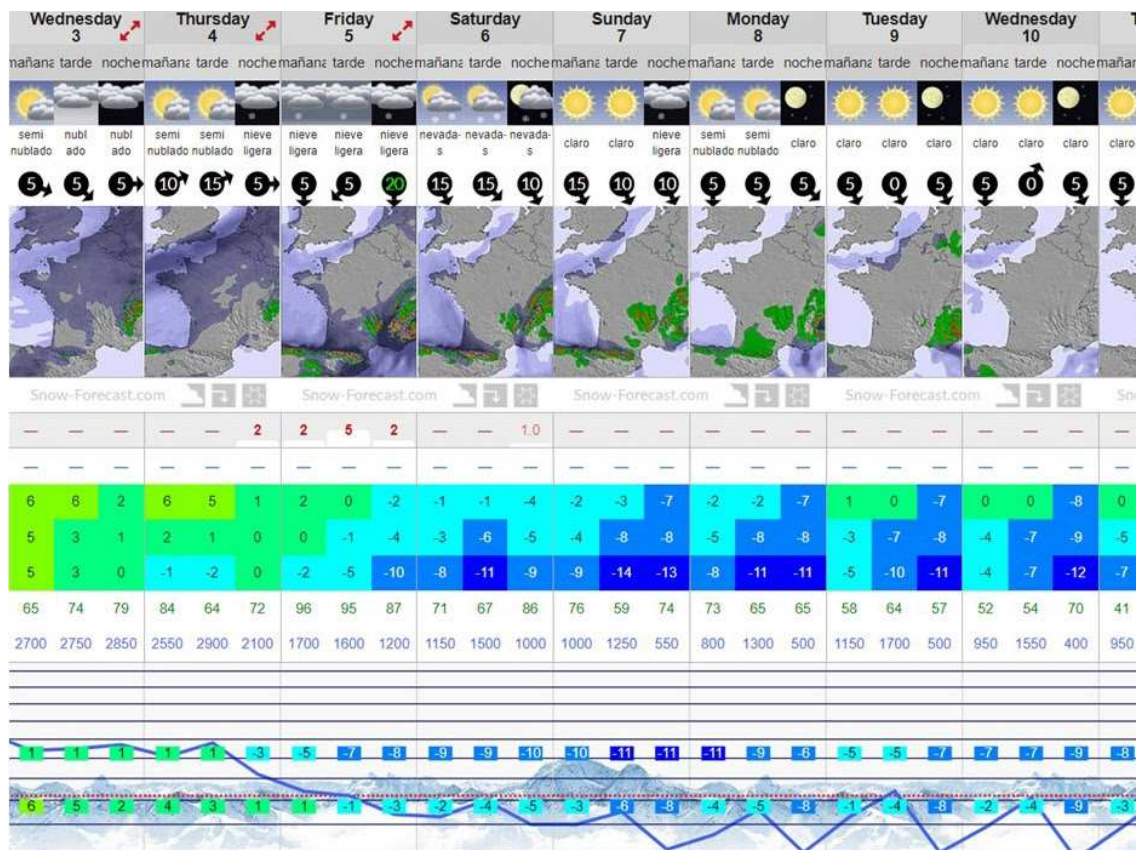 Wednesday Thursday Friday Saturday Sunday Monday Tuesday Wednesday T
3 4 5 6 7 8 9 10
mañana tarde noche mañana tarde noche mañana tarde noche mañana tarde noche mañana tarde noche mañana tarde noche mañana tarde noche mañana tarde noche mañan
semi nubl nubl semi semi nieve nieve nieve nieve nevada- nevada- nevada- claro claro nieve semi semi claro claro claro claro claro claro claro claro
nublado ado ado nublado nublado ligera ligera ligera ligera s s s ligera nublado nublado
5 5 5 10 15 5 5 5 20 15 15 10 15 10 10 5 5 5 5 0 5 5 0 5 5
Snow-Forecast.com Snow-Forecast.com Snow-Forecast.com Snow-Forecast.com Sno
— — — — — 2 2 5 2 — — 1.0 — — — — — — — — — — — — —
— — — — — — — — — — — — — — — — — — — — — — — — —
6 6 2 6 5 1 2 0 -2 -1 -1 -4 -2 -3 -7 -2 -2 -7 1 0 -7 0 0 -8 0
5 3 1 2 1 0 0 -1 -4 -3 -6 -5 -4 -8 -8 -5 -8 -8 -3 -7 -8 -4 -7 -9 -5
5 3 0 -1 -2 0 -2 -5 -10 -8 -11 -9 -9 -14 -13 -8 -11 -11 -5 -10 -11 -4 -7 -12 -7
65 74 79 84 64 72 96 95 87 71 67 86 76 59 74 73 65 65 58 64 57 52 54 70 41
2700 2750 2850 2550 2900 2100 1700 1600 1200 1150 1500 1000 1000 1250 550 800 1300 500 1150 1700 500 950 1550 400 950
1 1 1 1 1 -3 -5 -7 -8 -9 -9 -10 -10 -11 -11 -11 -9 -6 -5 -5 -7 -7 -7 -9 -8
6 5 2 4 3 1 1 -1 -3 -2 -4 -5 -3 -6 -8 -4 -5 -8 -1 -4 -8 -2 -4 -9 -3